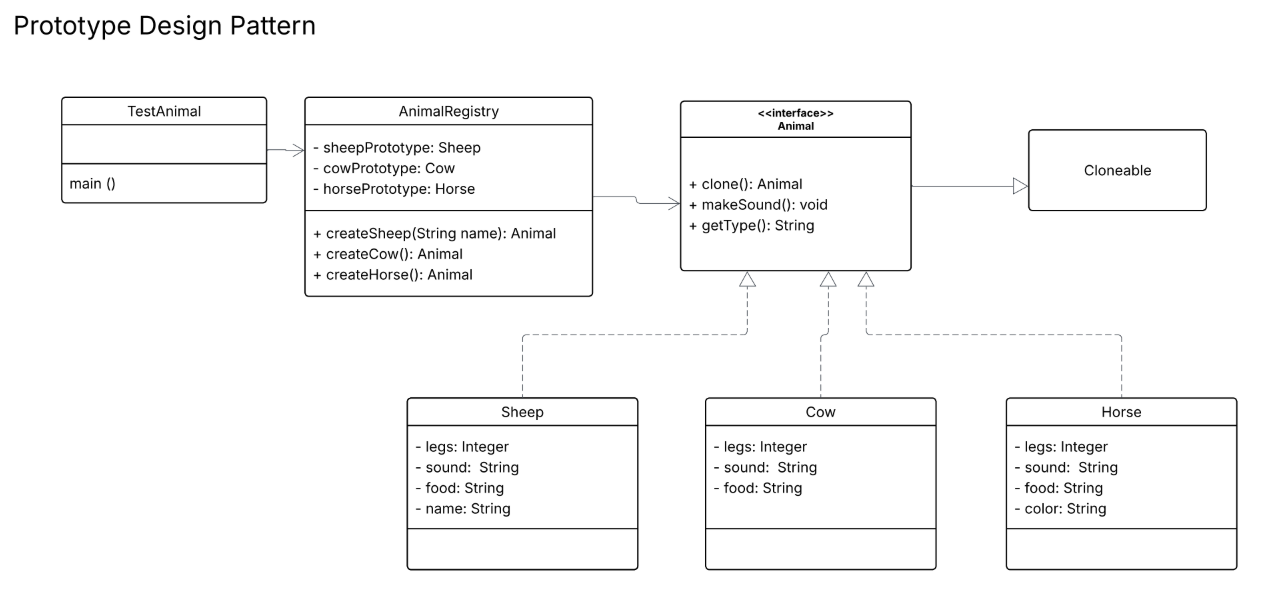 Prototype Design Pattern
TestAnimal
main ()
AnimalRegistry
- sheepPrototype: Sheep
- cowPrototype: Cow
- horsePrototype: Horse
+ createSheep(String name): Animal
+ createCow(): Animal
+ createHorse(): Animal
<<interface>>
Animal
+ clone(): Animal
+ makeSound(): void
+ getType(): String
Cloneable
Sheep
- legs: Integer
- sound:  String
- food: String
- name: String
Cow
- legs: Integer
- sound:  String
- food: String
Horse
- legs: Integer
- sound:  String
- food: String
- color: String